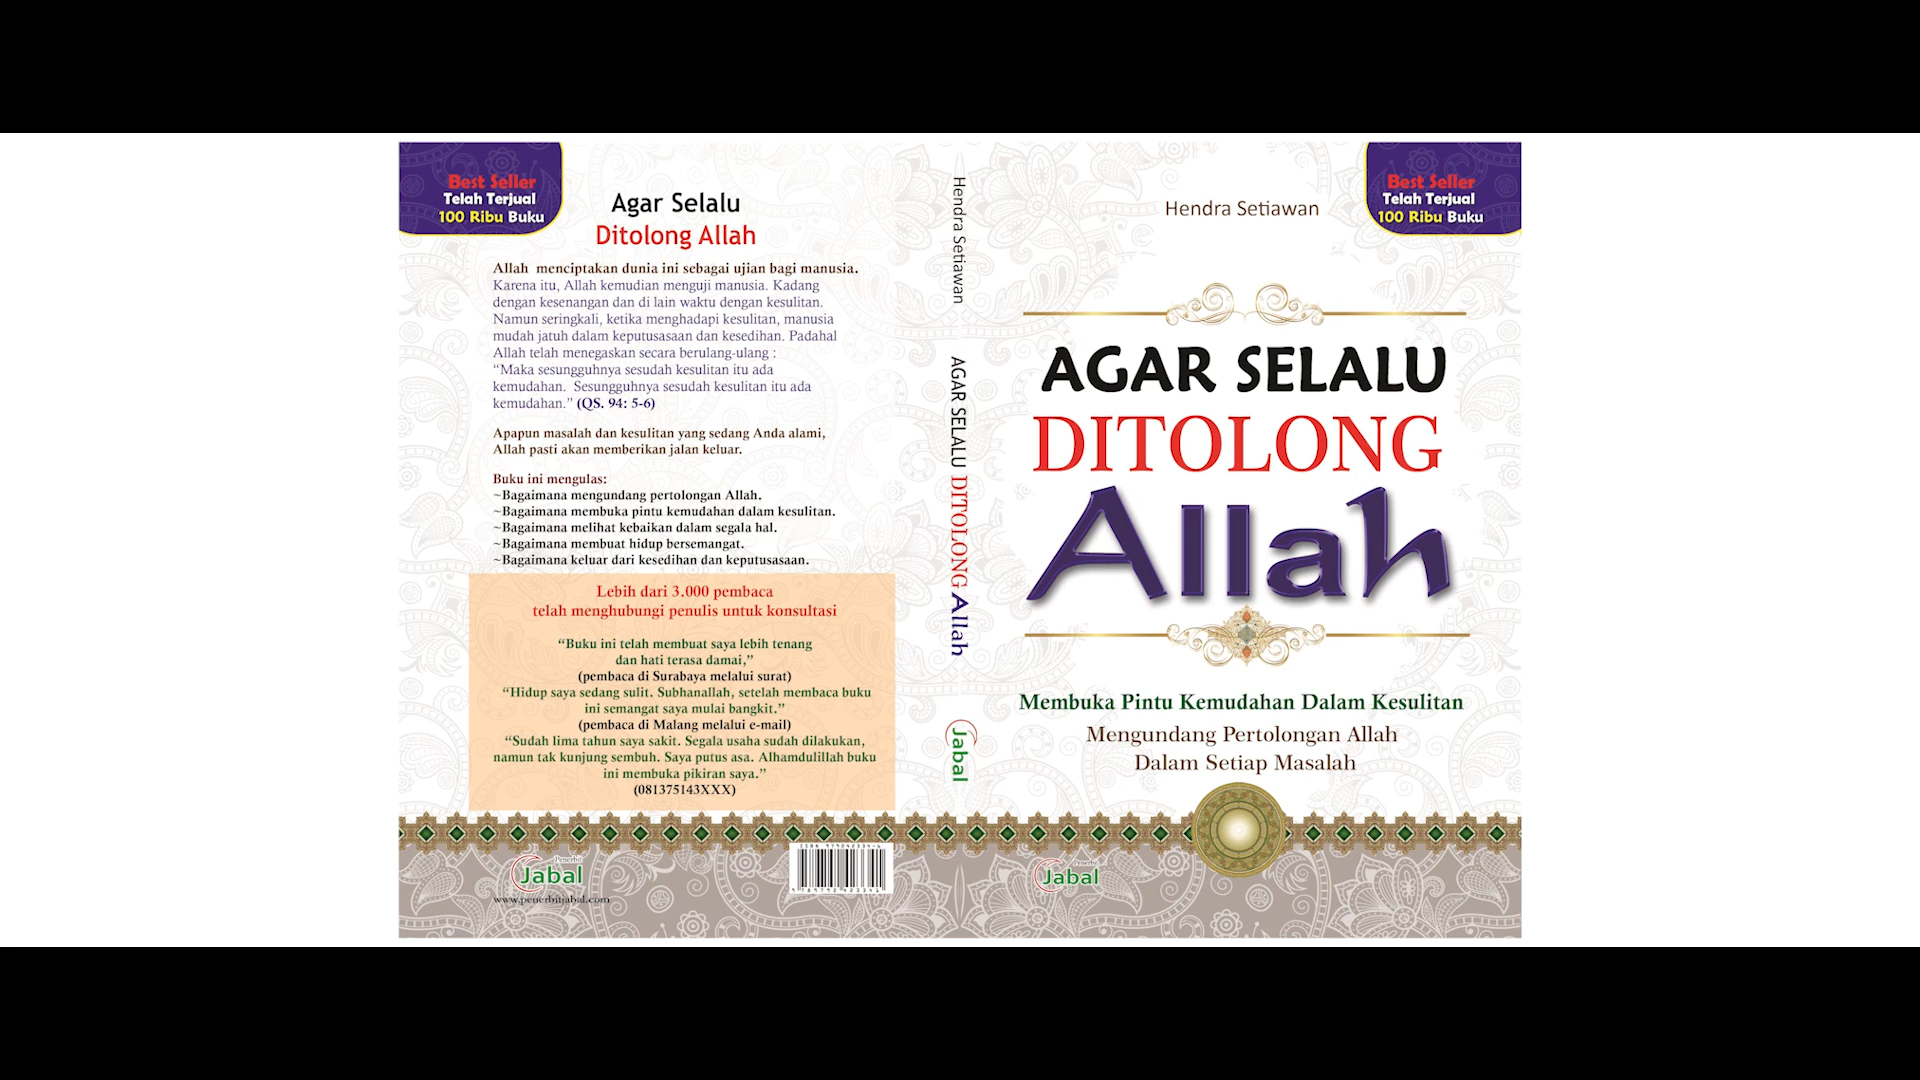 Best Seller
Telah Terjual
100 Ribu Buku
Agar Selalu
Ditolong Allah
Allah menciptakan dunia ini sebagai ujian bagi manusia.
Karena itu, Allah kemudian menguji manusia. Kadang
dengan kesenangan dan di lain waktu dengan kesulitan.
Namun seringkali, ketika menghadapi kesulitan, manusia
mudah jatuh dalam keputusasaan dan kesedihan. Padahal
Allah telah menegaskan secara berulang-ulang :
“Maka sesungguhnya sesudah kesulitan itu ada
kemudahan. Sesungguhnya sesudah kesulitan itu ada
kemudahan.” (QS. 94: 5-6)
Apapun masalah dan kesulitan yang sedang Anda alami,
Allah pasti akan memberikan jalan keluar.
Buku ini mengulas:
~Bagaimana mengundang pertolongan Allah.
~Bagaimana membuka pintu kemudahan dalam kesulitan.
~Bagaimana melihat kebaikan dalam segala hal.
~Bagaimana membuat hidup bersemangat.
~Bagaimana keluar dari kesedihan dan keputusasaan.
Lebih dari 3.000 pembaca
telah menghubungi penulis untuk konsultasi
“Buku ini telah membuat saya lebih tenang
dan hati terasa damai,”
(pembaca di Surabaya melalui surat)
“Hidup saya sedang sulit. Subhanallah, setelah membaca buku
ini semangat saya mulai bangkit.”
(pembaca di Malang melalui e-mail)
“Sudah lima tahun saya sakit. Segala usaha sudah dilakukan,
namun tak kunjung sembuh. Saya putus asa. Alhamdulillah buku
ini membuka pikiran saya.”
(081375143XXX)
Penerbit
Jabal
www.penerbitjabal.com
Hendra Setiawan
AGAR SELALU DITOLONG Allah
Jabal
Best Seller
Telah Terjual
100 Ribu Buku
Hendra Setiawan
AGAR SELALU
DITOLONG
Allah
Membuka Pintu Kemudahan Dalam Kesulitan
Mengundang Pertolongan Allah
Dalam Setiap Masalah
Penerbit
Jabal